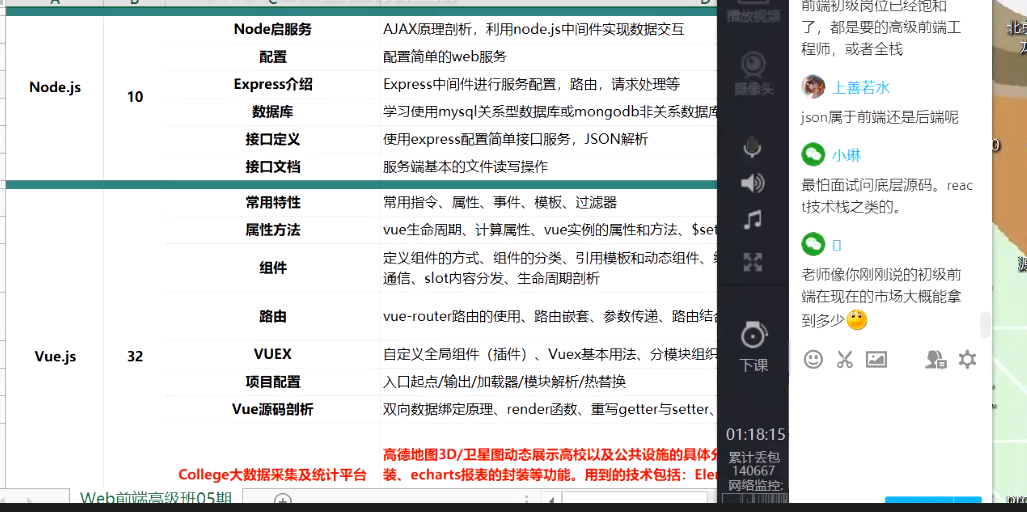 A
B
C
D
Node.js
10
Node启服务
AJAX原理剖析，利用node.js中间件实现数据交互
配置
配置简单的web服务
Express介绍
Express中间件进行服务配置，路由，请求处理等
数据库
学习使用mysql关系型数据库或mongodb非关系数据库
接口定义
使用express配置简单接口服务，JSON解析
接口文档
服务端基本的文件读写操作
Vue.js
32
常用特性
常用指令、属性、事件、模板、过滤器
属性方法
vue生命周期、计算属性、vue实例的属性和方法、$set
组件
定义组件的方式、组件的分类、引用模板和动态组件、
通信、slot内容分发、生命周期剖析
路由
vue-router路由的使用、路由嵌套、参数传递、路由结合
VUEX
自定义全局组件（插件）、Vuex基本用法、分模块组织
项目配置
入口起点/输出/加载器/模块解析/热替换
Vue源码剖析
双向数据绑定原理、render函数、重写getter与setter、
College大数据采集及统计平台
高德地图3D/卫星图动态展示高校以及公共设施的具体分
装、echarts报表的封装等功能。用到的技术包括：Elem
Web前端高级班05期
播放视频
摄像头
下课
01:18:15
累计丢包
140667
网络监控:
前端初级岗位已经饱和
了，都是要的高级前端工
程师，或者全栈
上善若水
json属于前端还是后端呢
小琳
最怕面试问底层源码。reac
t技术栈之类的。
老师像你刚刚说的初级前
端在现在的市场大概能拿
到多少